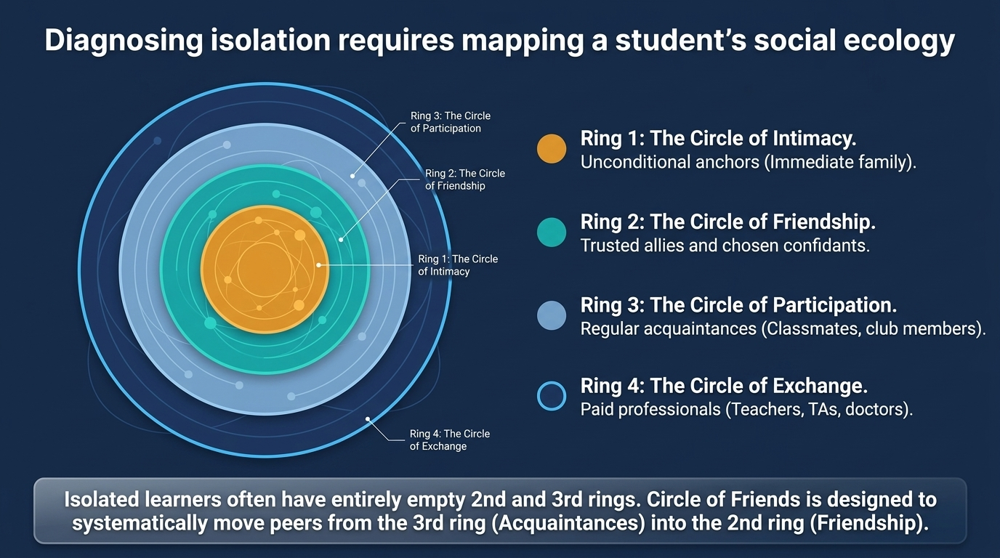 Diagnosing isolation requires mapping a student’s social ecology
Ring 3: The Circle
of Participation
Ring 2: The Circle
of Friendship
Ring 1: The Circle
of Intimacy
Ring 4: The Circle
of Exchange
Ring 1: The Circle of Intimacy.
Unconditional anchors (Immediate family).
Ring 2: The Circle of Friendship.
Trusted allies and chosen confidants.
Ring 3: The Circle of Participation.
Regular acquaintances (Classmates, club members).
Ring 4: The Circle of Exchange.
Paid professionals (Teachers, TAs, doctors).
Isolated learners often have entirely empty 2nd and 3rd rings. Circle of Friends is designed to
systematically move peers from the 3rd ring (Acquaintances) into the 2nd ring (Friendship).